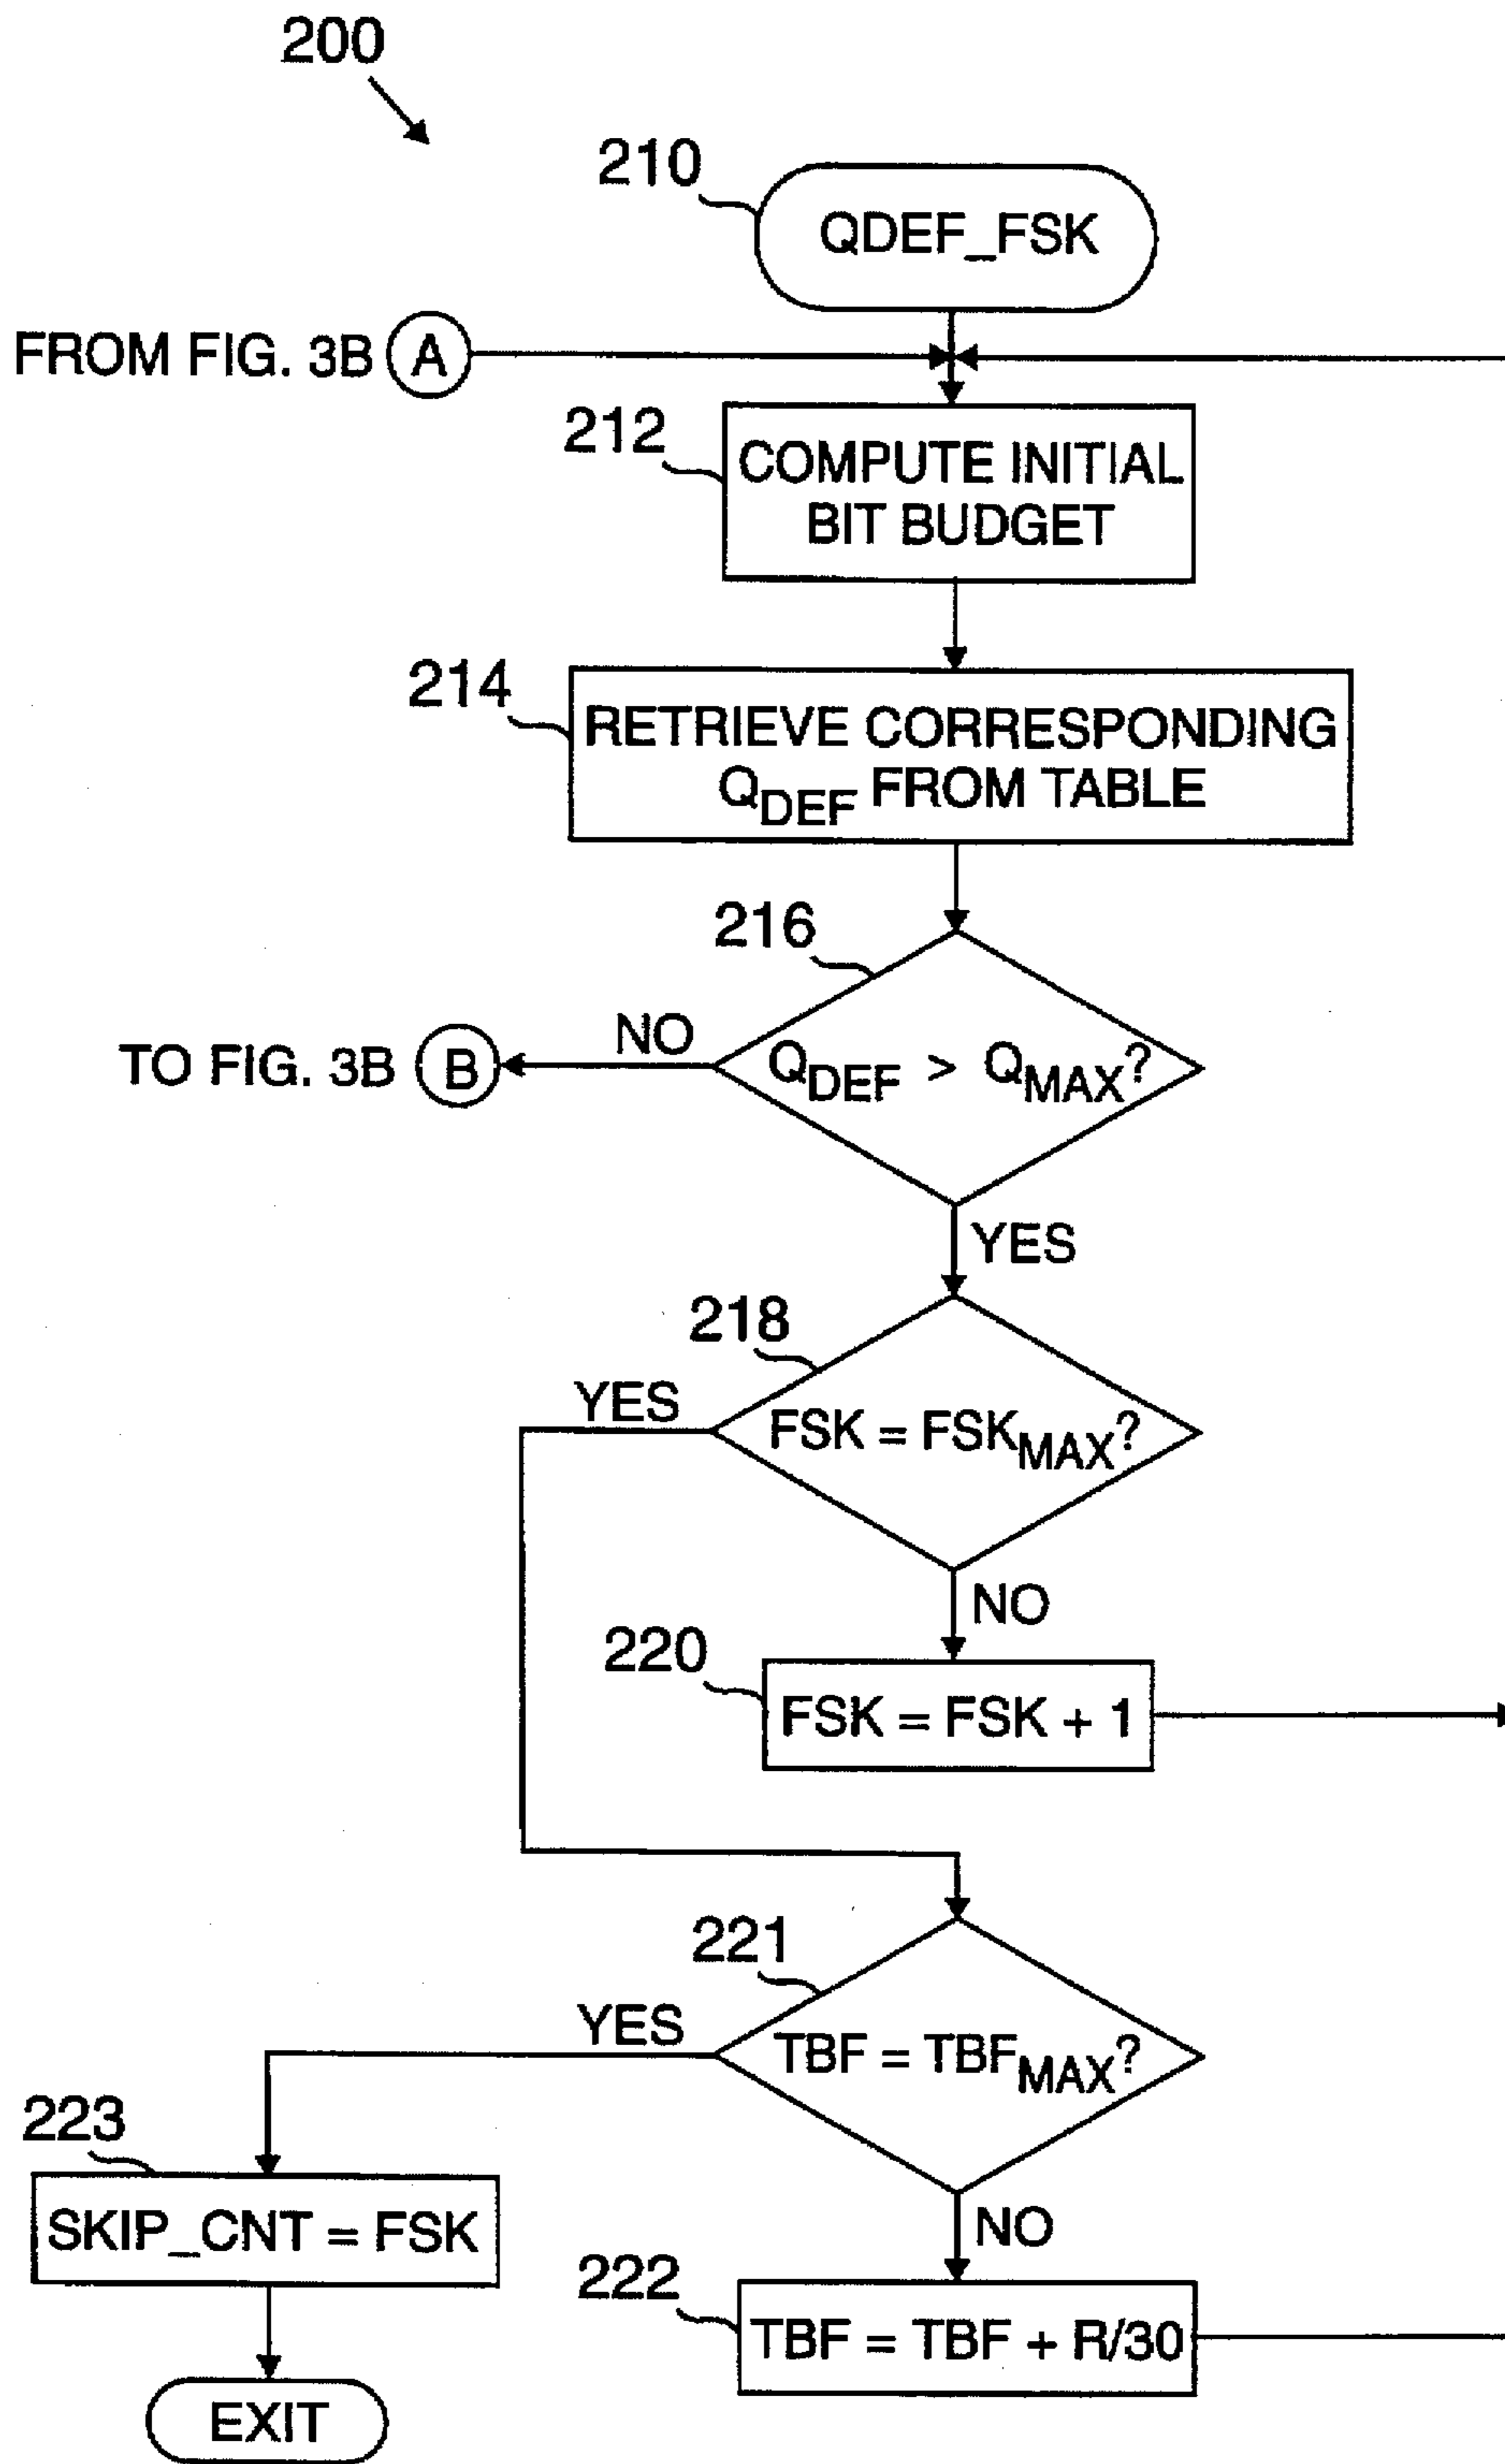 200
210
QDEF_FSK
FROM FIG. 3B A
212
COMPUTE INITIAL
BIT BUDGET
214
RETRIEVE CORRESPONDING
QDEF FROM TABLE
216
NO
TO FIG. 3B B
QDEF > QMAX?
YES
218
YES
FSK = FSKMAX?
NO
220
FSK = FSK + 1
221
YES
TBF = TBFMAX?
223
SKIP_CNT = FSK
NO
222
TBF = TBF + R/30
EXIT